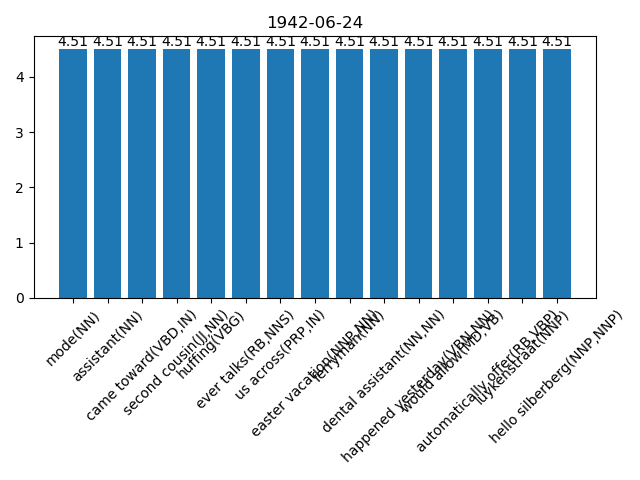 1942-06-24
4.51 4.51 4.51 4.51 4.51 4.51 4.51 4.51 4.51 4.51 4.51 4.51 4.51 4.51 4.51
4
3
2
1
0
mode(NN)
assistant(NN)
came toward(VBD,IN)
second cousin(JJ,NN)
huffing(VBG)
ever talks(RB,NNS)
us across(PRP,IN)
easter vacation(NNP,NN)
ferryman(NN)
dental assistant(NN,NN)
happened yesterday(VBN,NN)
would allow(MD,VB)
automatically offer(RB,VBP)
luykenstraat(NNP)
hello silberberg(NNP,NNP)